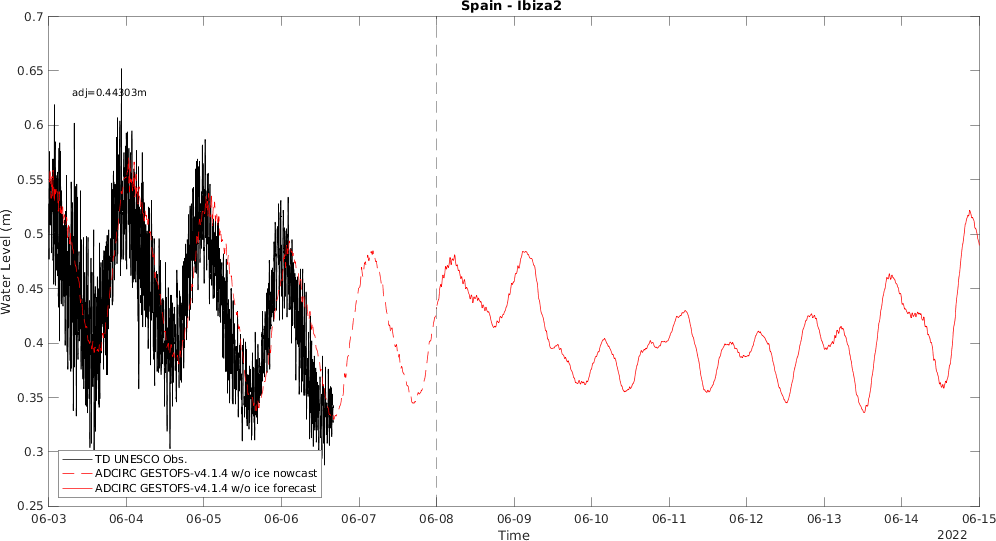 Spain - Ibiza2
0.7
0.65
0.6
0.55
0.5
0.45
0.4
0.35
0.3
0.25
Water Level (m)
adj=0.44303m
TD UNESCO Obs.
ADCIRC GESTOFS-v4.1.4 w/o ice nowcast
ADCIRC GESTOFS-v4.1.4 w/o ice forecast
06-03 06-04 06-05 06-06 06-07 06-08 06-09 06-10 06-11 06-12 06-13 06-14 06-15
Time
2022